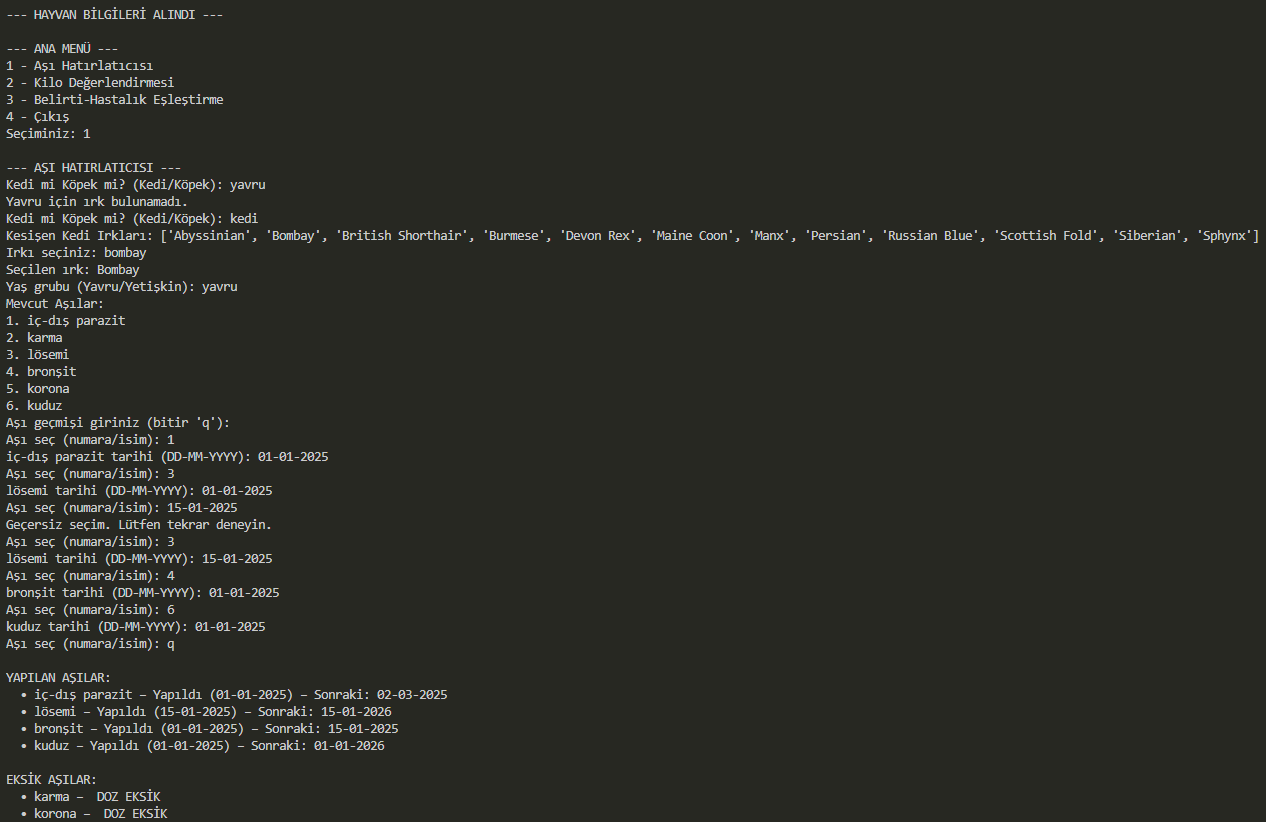 --- HAYVAN BİLGİLERİ ALINDI ---
--- ANA MENÜ ---
1 - Aşı Hatırlatıcısı
2 - Kilo Değerlendirmesi
3 - Belirti-Hastalık Eşleştirme
4 - Çıkış
Seçiminiz: 1
--- AŞI HATIRLATICISI ---
Kedi mi Köpek mi? (Kedi/Köpek): yavru
Yavru için ırk bulunamadı.
Kedi mi Köpek mi? (Kedi/Köpek): kedi
Kesişen Kedi Irkları: ['Abyssinian', 'Bombay', 'British Shorthair', 'Burmese', 'Devon Rex', 'Maine Coon', 'Manx', 'Persian', 'Russian Blue', 'Scottish Fold', 'Siberian', 'Sphynx']
Irkı seçiniz: bombay
Seçilen ırk: Bombay
Yaş grubu (Yavru/Yetişkin): yavru
Mevcut Aşılar:
1. iç-dış parazit
2. karma
3. lösemi
4. bronşit
5. korona
6. kuduz
Aşı geçmişi giriniz (bitir 'q'):
Aşı seç (numara/isim): 1
iç-dış parazit tarihi (DD-MM-YYYY): 01-01-2025
Aşı seç (numara/isim): 3
lösemi tarihi (DD-MM-YYYY): 01-01-2025
Aşı seç (numara/isim): 15-01-2025
Geçersiz seçim. Lütfen tekrar deneyin.
Aşı seç (numara/isim): 3
lösemi tarihi (DD-MM-YYYY): 15-01-2025
Aşı seç (numara/isim): 4
bronşit tarihi (DD-MM-YYYY): 01-01-2025
Aşı seç (numara/isim): 6
kuduz tarihi (DD-MM-YYYY): 01-01-2025
Aşı seç (numara/isim): q
YAPILAN AŞILAR:
• iç-dış parazit – Yapıldı (01-01-2025) – Sonraki: 02-03-2025
• lösemi – Yapıldı (15-01-2025) – Sonraki: 15-01-2026
• bronşit – Yapıldı (01-01-2025) – Sonraki: 15-01-2025
• kuduz – Yapıldı (01-01-2025) – Sonraki: 01-01-2026
EKSİK AŞILAR:
• karma – DOZ EKSİK
• korona – DOZ EKSİK